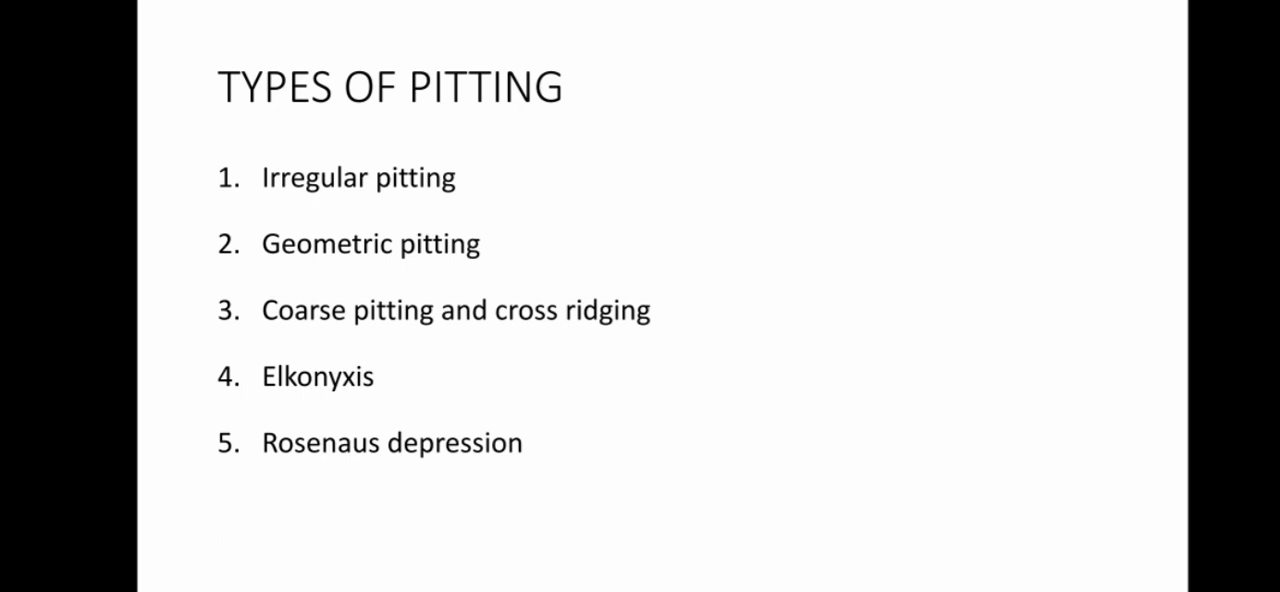 TYPES OF PITTING
1. Irregular pitting
2. Geometric pitting
3. Coarse pitting and cross ridging
4. Elkonyxis
5. Rosenaus depression